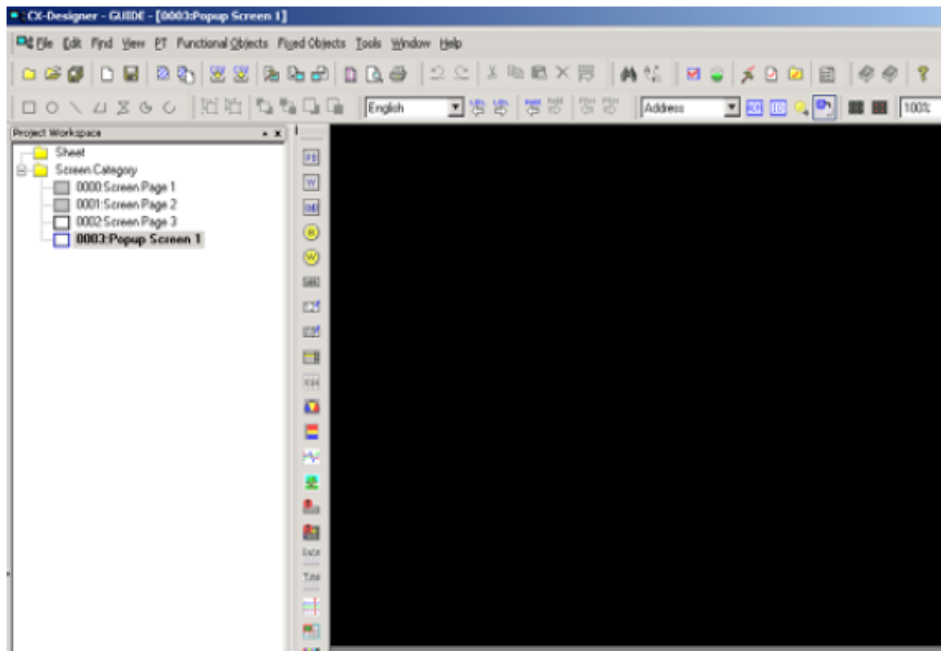 CX-Designer - GUIDE - [0003:Popup Screen 1]
File Edit Find View PT Functional Objects Fixed Objects Tools Window Help
English Address 100%
Project Workspace
Sheet
Screen Category
0000:Screen Page 1
0001:Screen Page 2
0002:Screen Page 3
0003:Popup Screen 1
W
B
W
Date
Time